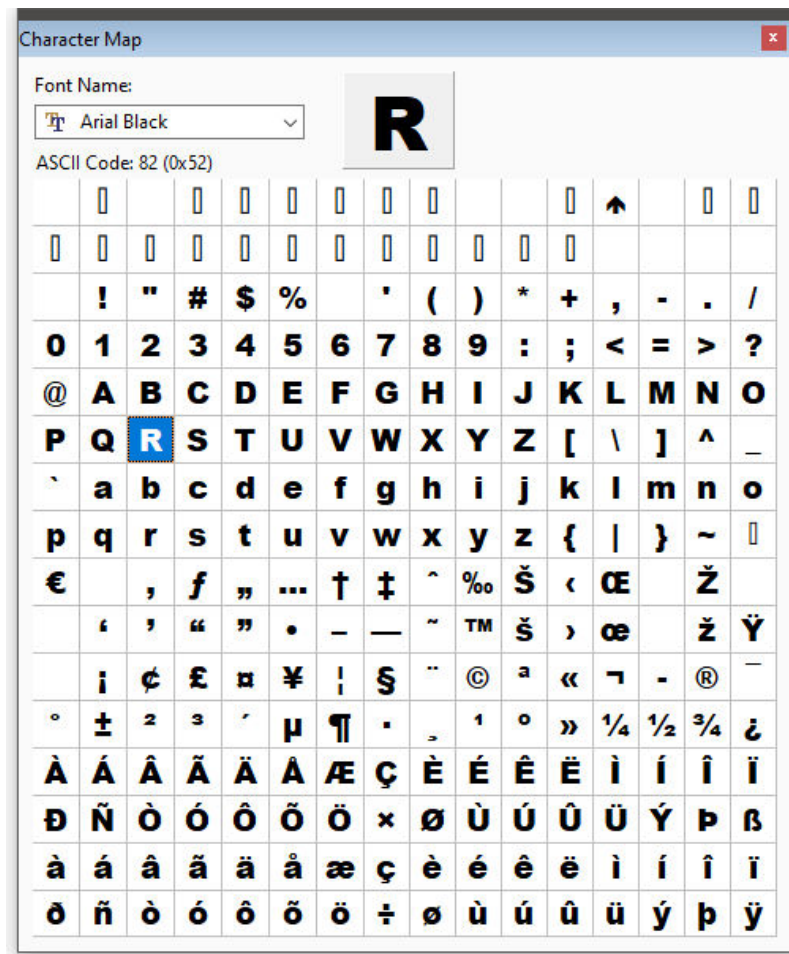 Character Map
x
Font Name:
Arial Black
R
ASCII Code: 82 (0x52)
! " # $ % ' ( ) * + , - . /
0 1 2 3 4 5 6 7 8 9 : ; < = > ?
@ A B C D E F G H I J K L M N O
P Q R S T U V W X Y Z [ \ ] ^ _
` a b c d e f g h i j k l m n o
p q r s t u v w x y z { | } ~
€ ‚ ƒ „ … † ‡ ˆ ‰ Š ‹ Œ Ž
‘ ’ “ ” • – — ˜ ™ š › œ ž Ÿ
¡ ¢ £ ¤ ¥ ¦ § ¨ © ª « ¬ - ® ¯
° ± ² ³ ´ µ ¶ · ¸ ¹ º » ¼ ½ ¾ ¿
À Á Â Ã Ä Å Æ Ç È É Ê Ë Ì Í Î Ï
Ð Ñ Ò Ó Ô Õ Ö × Ø Ù Ú Û Ü Ý Þ ß
à á â ã ä å æ ç è é ê ë ì í î ï
ð ñ ò ó ô õ ö ÷ ø ù ú û ü ý þ ÿ